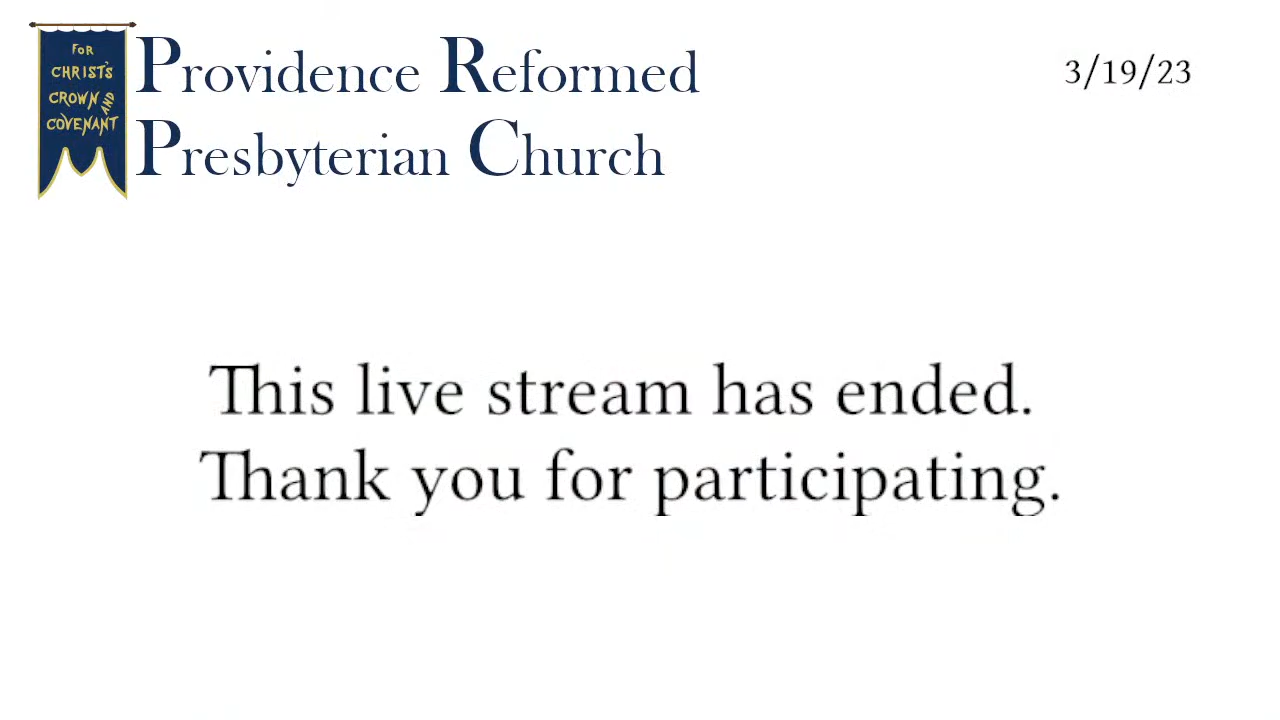 FOR
CHRIST'S
CROWN AND
COVENANT
Providence Reformed
Presbyterian Church
3/19/23
This live stream has ended.
Thank you for participating.